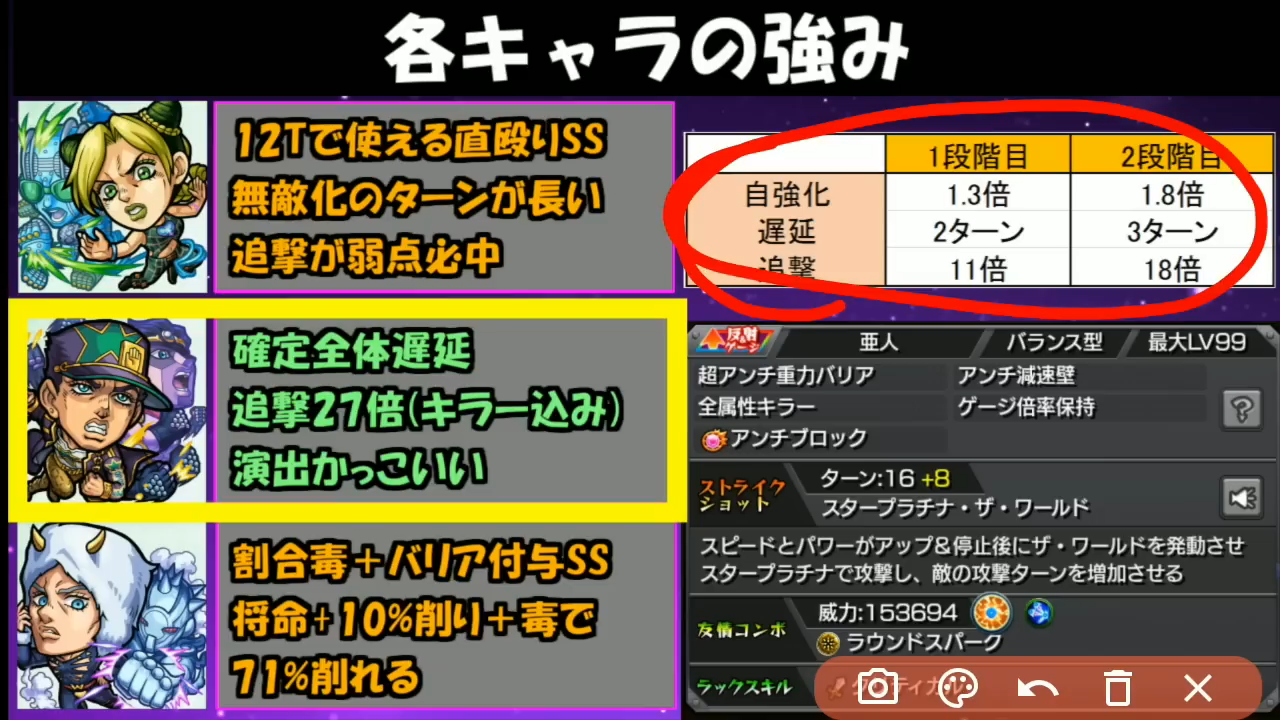 各キャラの強み
12Tで使える直殴りSS
無敵化のターンが長い
追撃が弱点必中
1段階目 2段階目
自強化 1.3倍 1.8倍
遅延 2ターン 3ターン
追撃 11倍 18倍
確定全体遅延
追撃27倍(キラー込み)
演出かっこいい
割合毒+バリア付与SS
将命+10%削り+毒で
71%削れる
反射&ゲージ 亜人 バランス型 最大LV99
超アンチ重力バリア アンチ減速壁
全属性キラー ゲージ倍率保持
アンチブロック
?
ストライクショット ターン:16 +8
スタープラチナ・ザ・ワールド
スピードとパワーがアップ&停止後にザ・ワールドを発動させ
スタープラチナで攻撃し、敵の攻撃ターンを増加させる
友情コンボ 威力:153694
ラウンドスパーク
ラックスキル クリティカル